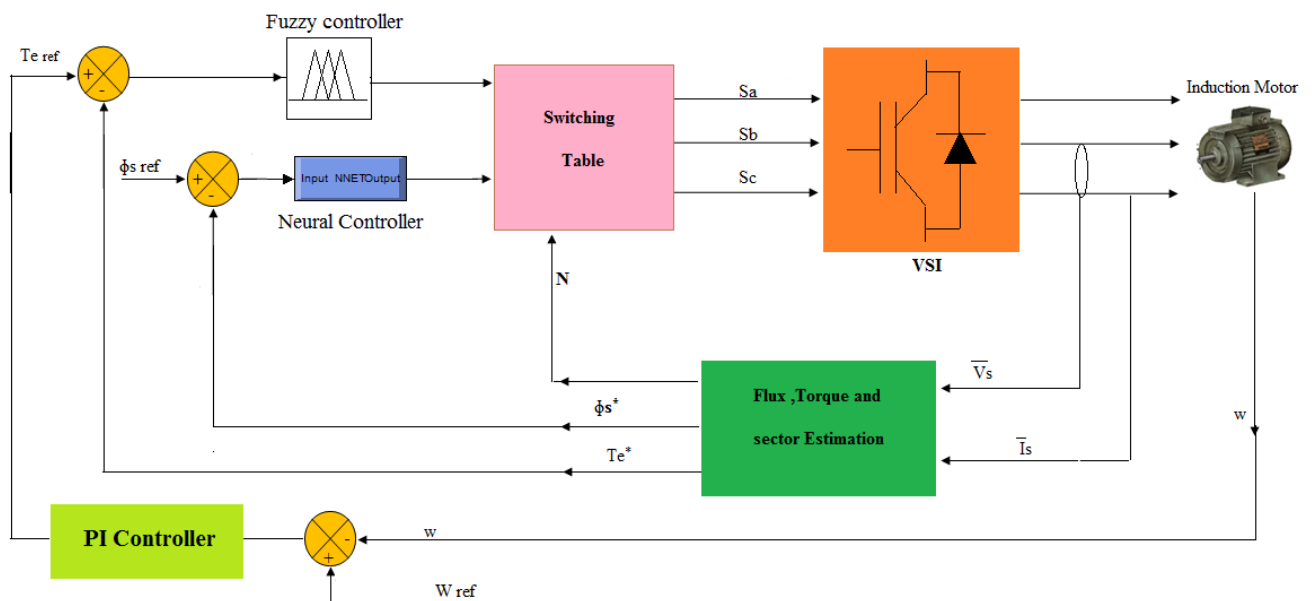 Fuzzy controller
Te ref
+
-
Switching
Table
Sa
Sb
Sc
VSI
Induction Motor
ϕs ref
+
-
Input NNETOutput
Neural Controller
N
Flux ,Torque and
sector Estimation
V̅s
I̅s
ϕs*
Te*
w
PI Controller
-
+
w
W ref